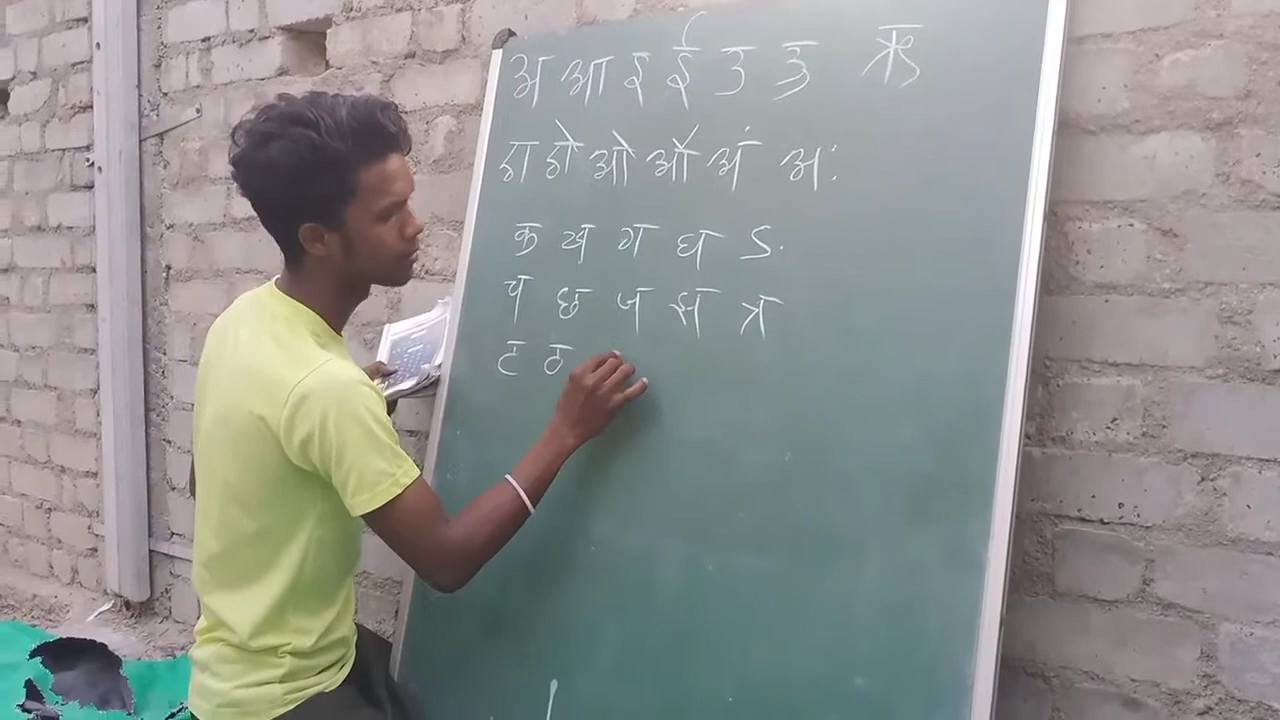 अ आ इ ई उ ऊ ऋ
ए ऐ ओ औ अं अः
क ख ग घ ङ
च छ ज झ ञ
ट ठ